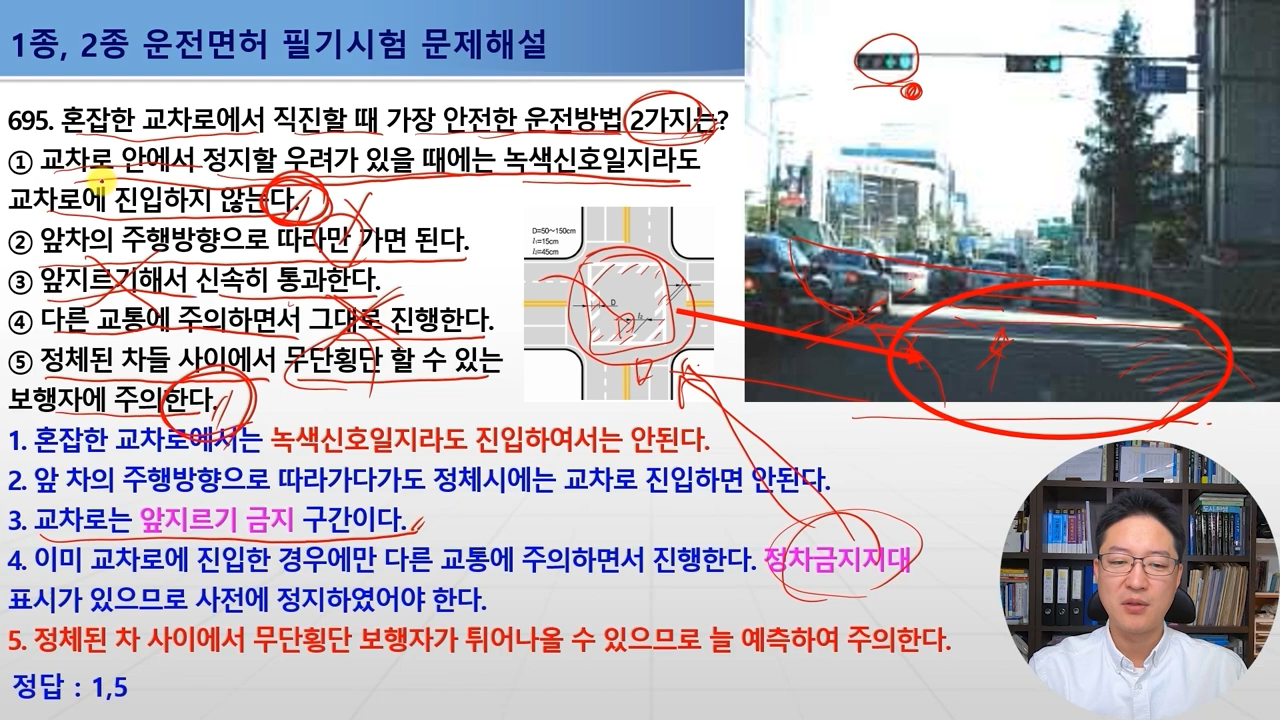 1종, 2종 운전면허 필기시험 문제해설
695. 혼잡한 교차로에서 직진할 때 가장 안전한 운전방법 2가지는?
① 교차로 안에서 정지할 우려가 있을 때에는 녹색신호일지라도
교차로에 진입하지 않는다.
② 앞차의 주행방향으로 따라만 가면 된다.
③ 앞지르기해서 신속히 통과한다.
④ 다른 교통에 주의하면서 그대로 진행한다.
⑤ 정체된 차들 사이에서 무단횡단 할 수 있는
보행자에 주의한다.
D=50~150cm
l₁=15cm
l₂=45cm
D
1. 혼잡한 교차로에서는 녹색신호일지라도 진입하여서는 안된다.
2. 앞 차의 주행방향으로 따라가다가도 정체시에는 교차로 진입하면 안된다.
3. 교차로는 앞지르기 금지 구간이다.
4. 이미 교차로에 진입한 경우에만 다른 교통에 주의하면서 진행한다. 정차금지지대
표시가 있으므로 사전에 정지하였어야 한다.
5. 정체된 차 사이에서 무단횡단 보행자가 튀어나올 수 있으므로 늘 예측하여 주의한다.
정답 : 1,5